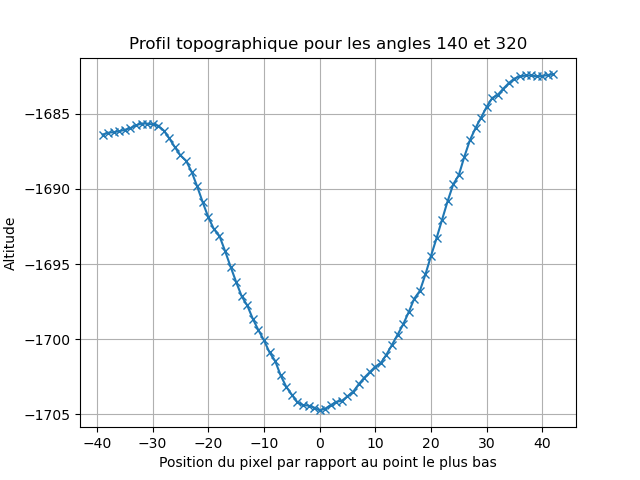 Profil topographique pour les angles 140 et 320
Altitude
−1685
−1690
−1695
−1700
−1705
−40 −30 −20 −10 0 10 20 30 40
Position du pixel par rapport au point le plus bas